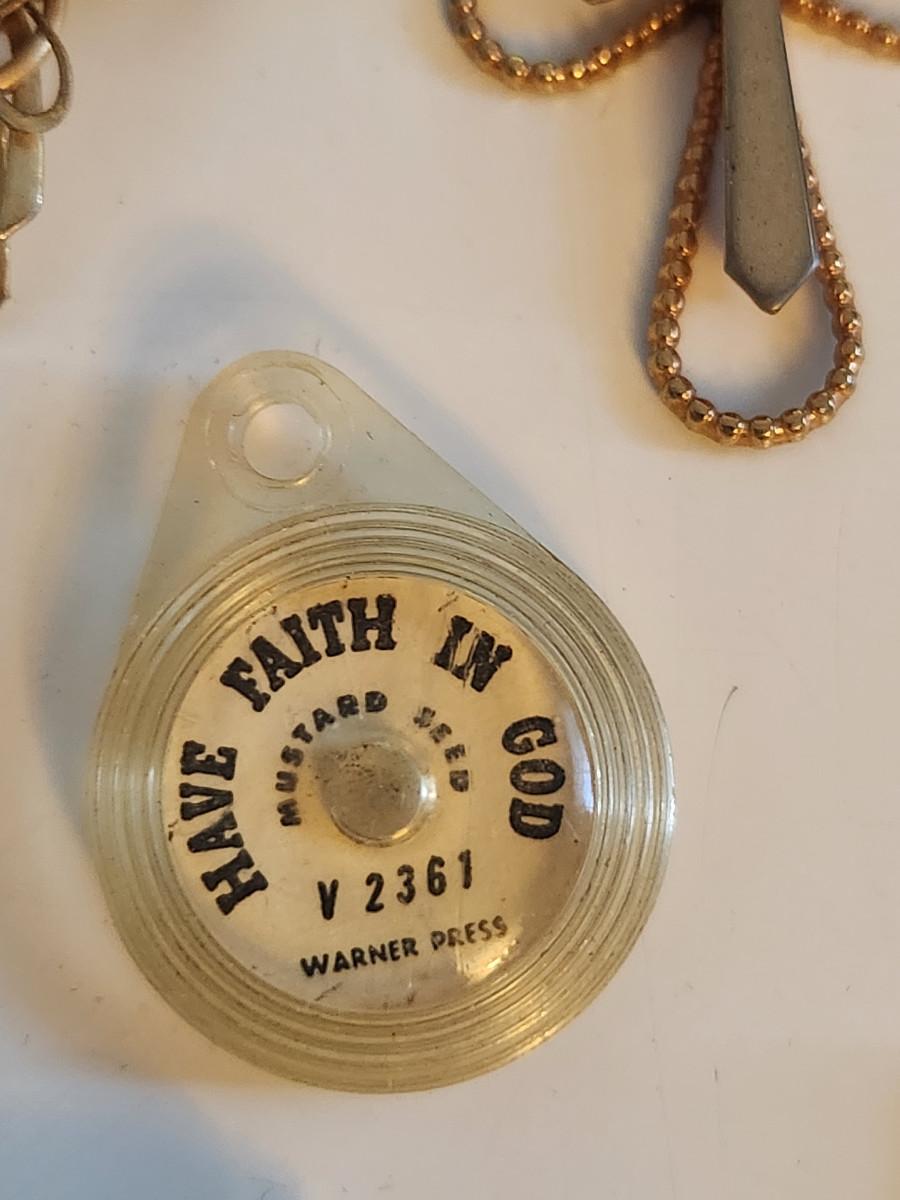 HAVE FAITH IN GOD
MUSTARD SEED
V 2361
WARNER PRESS